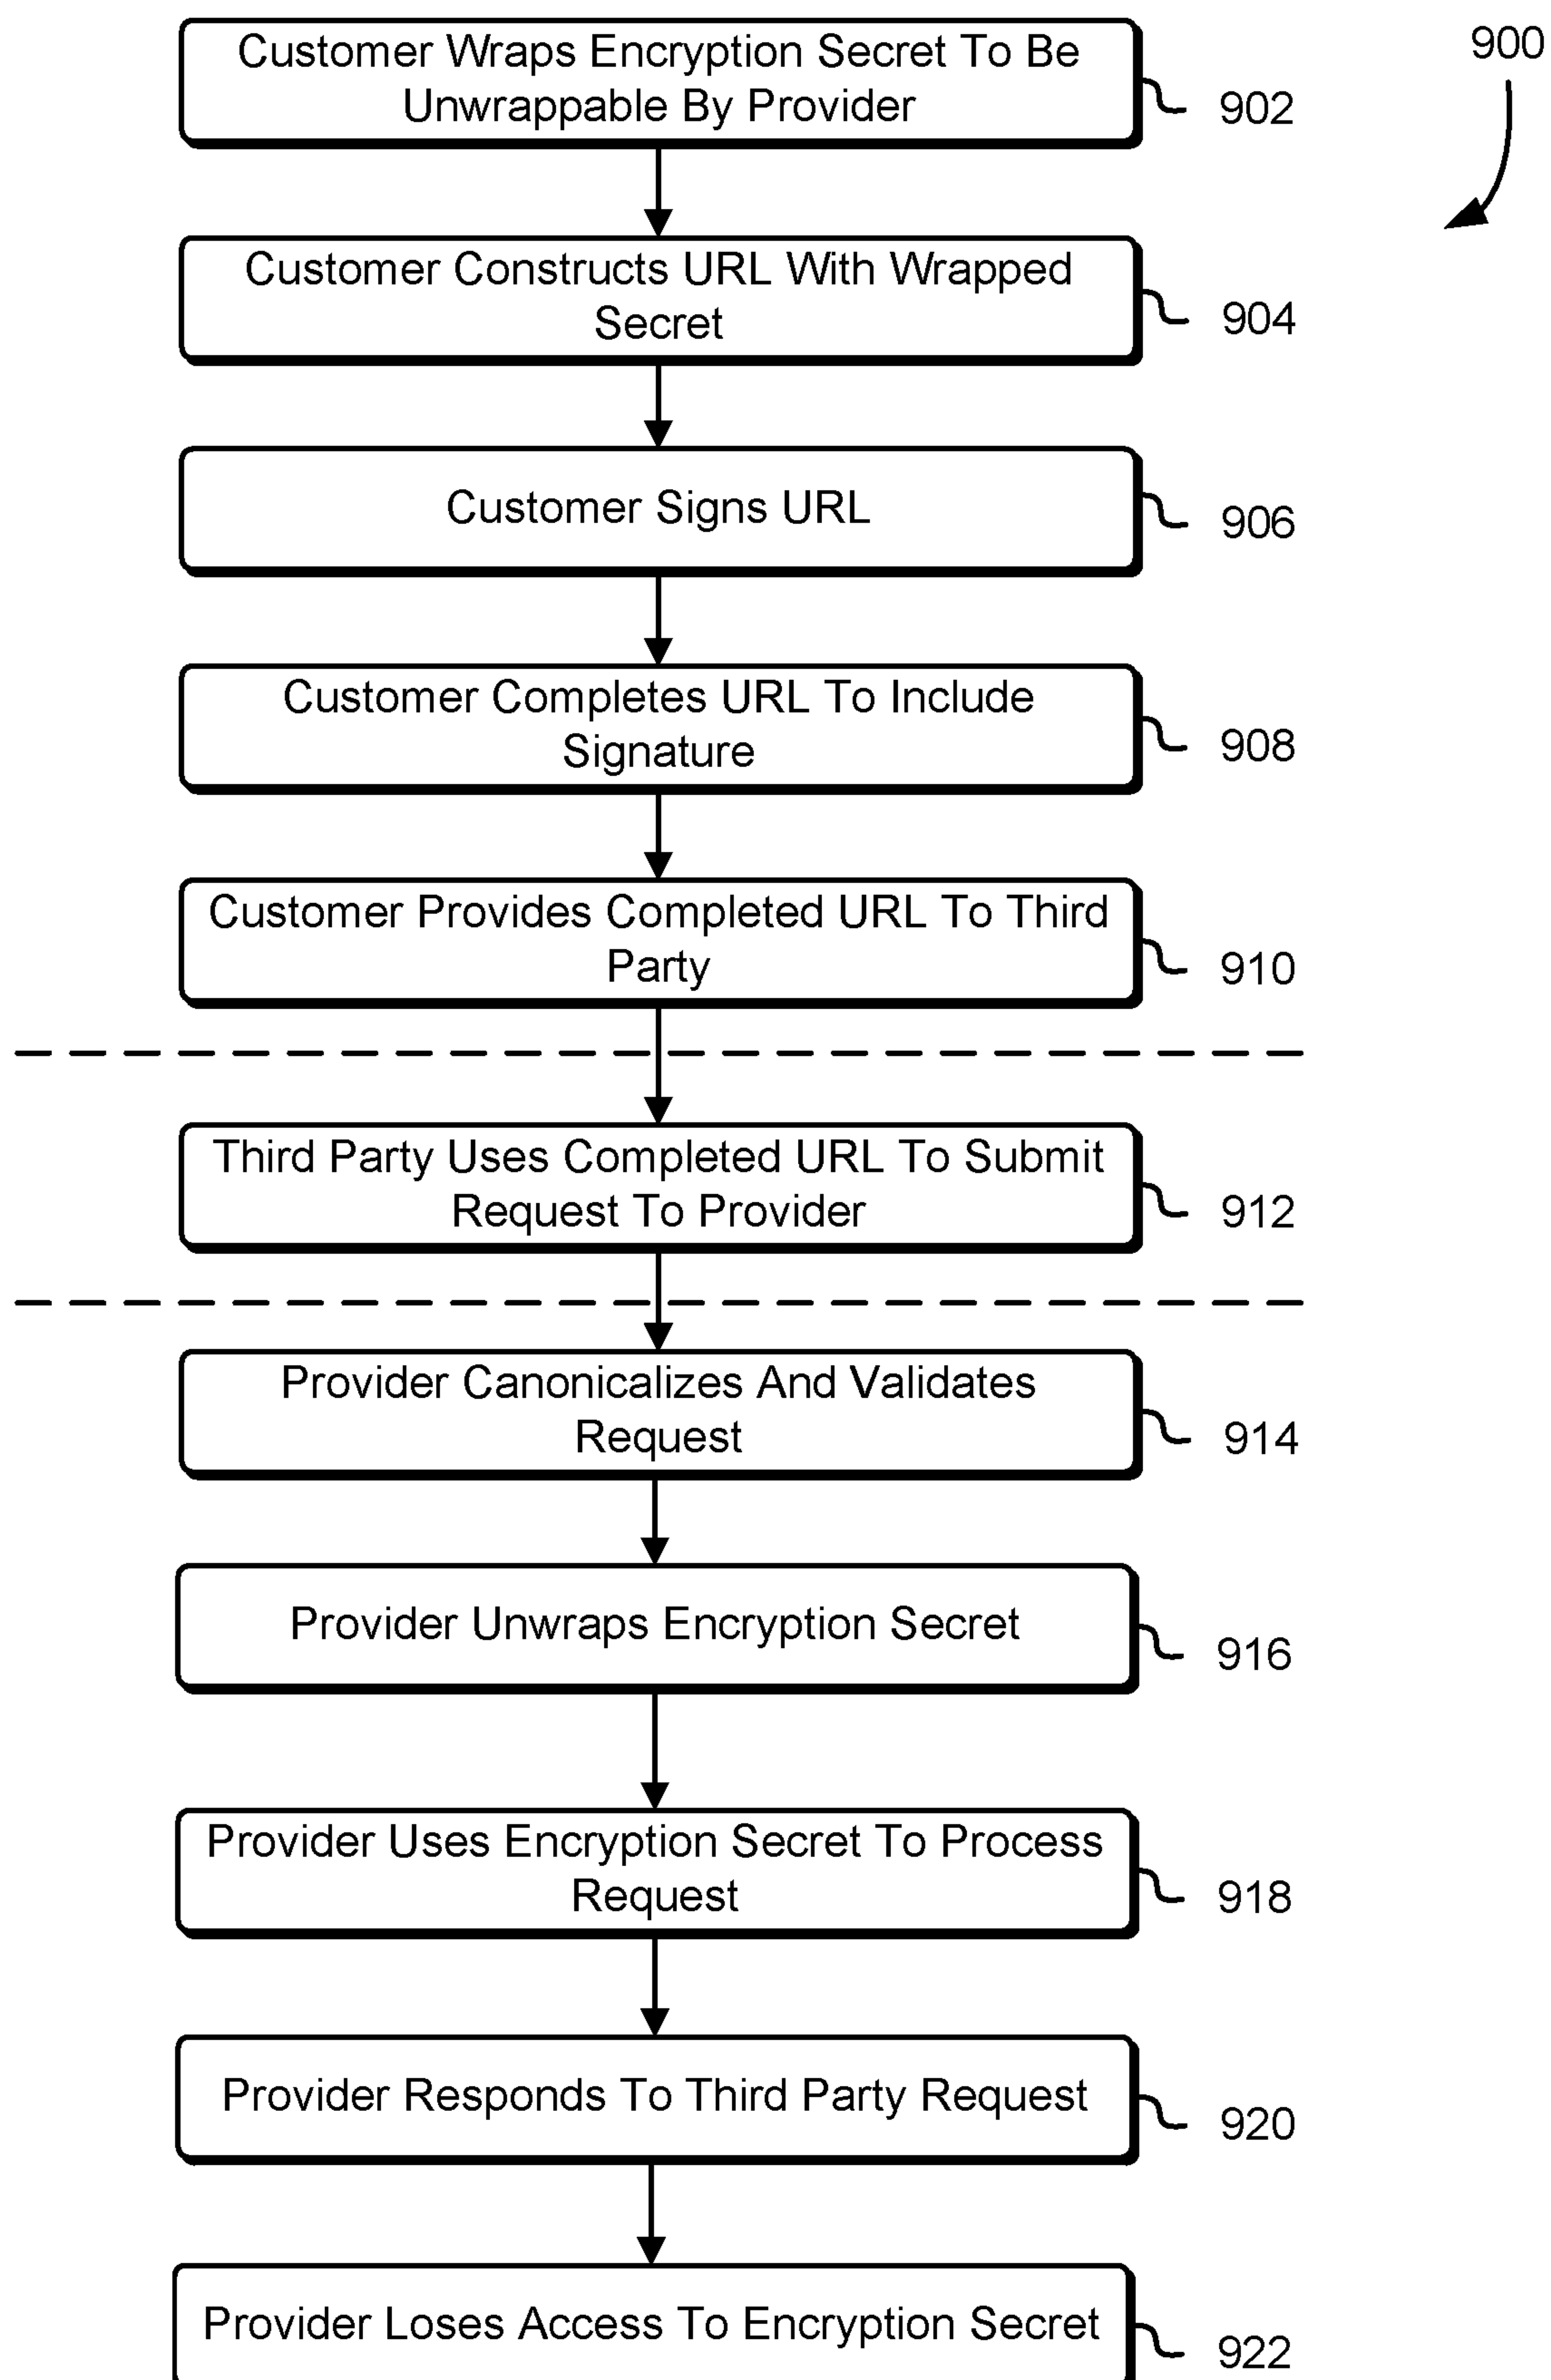 900
Customer Wraps Encryption Secret To Be
Unwrappable By Provider
902
Customer Constructs URL With Wrapped
Secret
904
Customer Signs URL
906
Customer Completes URL To Include
Signature
908
Customer Provides Completed URL To Third
Party
910
Third Party Uses Completed URL To Submit
Request To Provider
912
Provider Canonicalizes And Validates
Request
914
Provider Unwraps Encryption Secret
916
Provider Uses Encryption Secret To Process
Request
918
Provider Responds To Third Party Request
920
Provider Loses Access To Encryption Secret
922